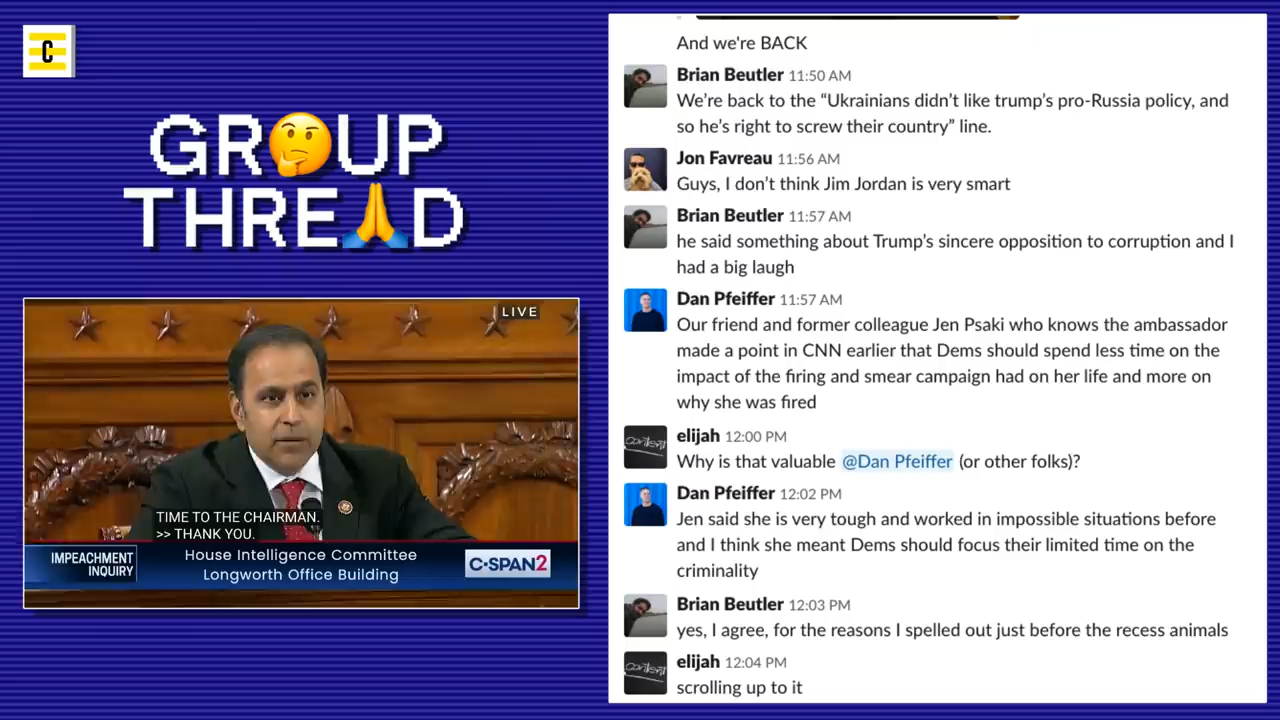 C
GR🤔UP
THRE🙏D
LIVE
TIME TO THE CHAIRMAN.
>> THANK YOU.
IMPEACHMENT
INQUIRY
House Intelligence Committee
Longworth Office Building
C-SPAN2
And we're BACK
Brian Beutler 11:50 AM
We’re back to the “Ukrainians didn’t like trump’s pro-Russia policy, and
so he’s right to screw their country” line.
Jon Favreau 11:56 AM
Guys, I don’t think Jim Jordan is very smart
Brian Beutler 11:57 AM
he said something about Trump’s sincere opposition to corruption and I
had a big laugh
Dan Pfeiffer 11:57 AM
Our friend and former colleague Jen Psaki who knows the ambassador
made a point in CNN earlier that Dems should spend less time on the
impact of the firing and smear campaign had on her life and more on
why she was fired
elijah 12:00 PM
content
Why is that valuable @Dan Pfeiffer (or other folks)?
Dan Pfeiffer 12:02 PM
Jen said she is very tough and worked in impossible situations before
and I think she meant Dems should focus their limited time on the
criminality
Brian Beutler 12:03 PM
yes, I agree, for the reasons I spelled out just before the recess animals
elijah 12:04 PM
content
scrolling up to it